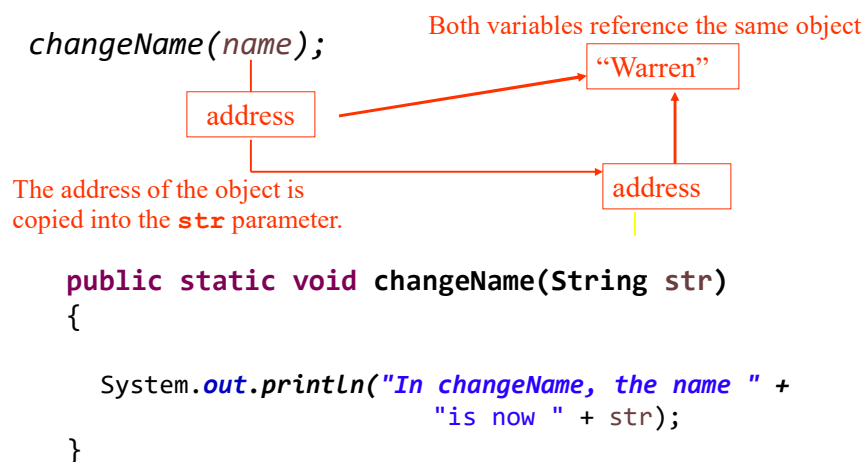 Both variables reference the same object
changeName(name);
“Warren”
address
address
The address of the object is
copied into the str parameter.
public static void changeName(String str)
{
System.out.println("In changeName, the name " +
"is now " + str);
}